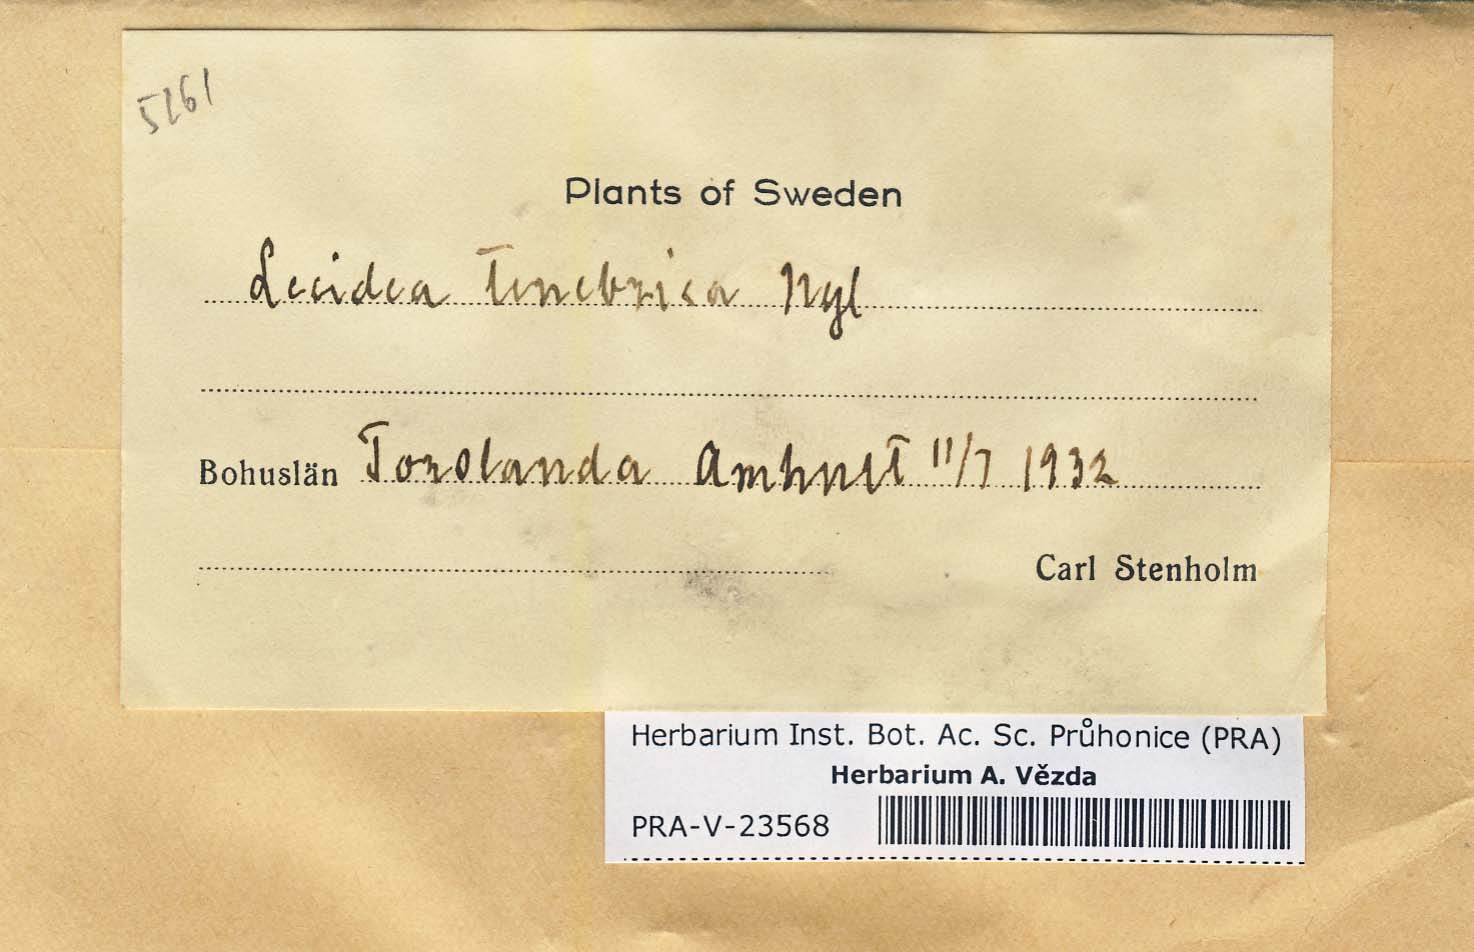 5261
Plants of Sweden
Lecidea tenebrica Nyl
Bohuslän Torslanda Amhult 11/7 1932
Carl Stenholm
Herbarium Inst. Bot. Ac. Sc. Průhonice (PRA)
Herbarium A. Vězda
PRA-V-23568